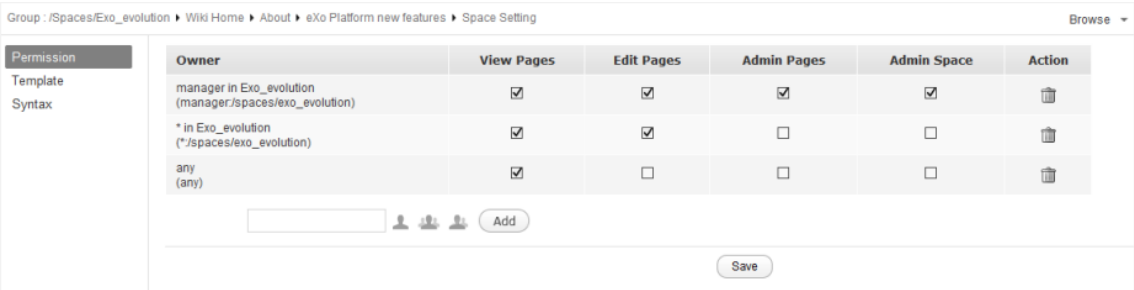 Group : /Spaces/Exo_evolution ▸ Wiki Home ▸ About ▸ eXo Platform new features ▸ Space Setting
Browse
Permission
Template
Syntax
Owner View Pages Edit Pages Admin Pages Admin Space Action
manager in Exo_evolution
(manager:/spaces/exo_evolution)
* in Exo_evolution
(*:/spaces/exo_evolution)
any
(any)
Add
Save